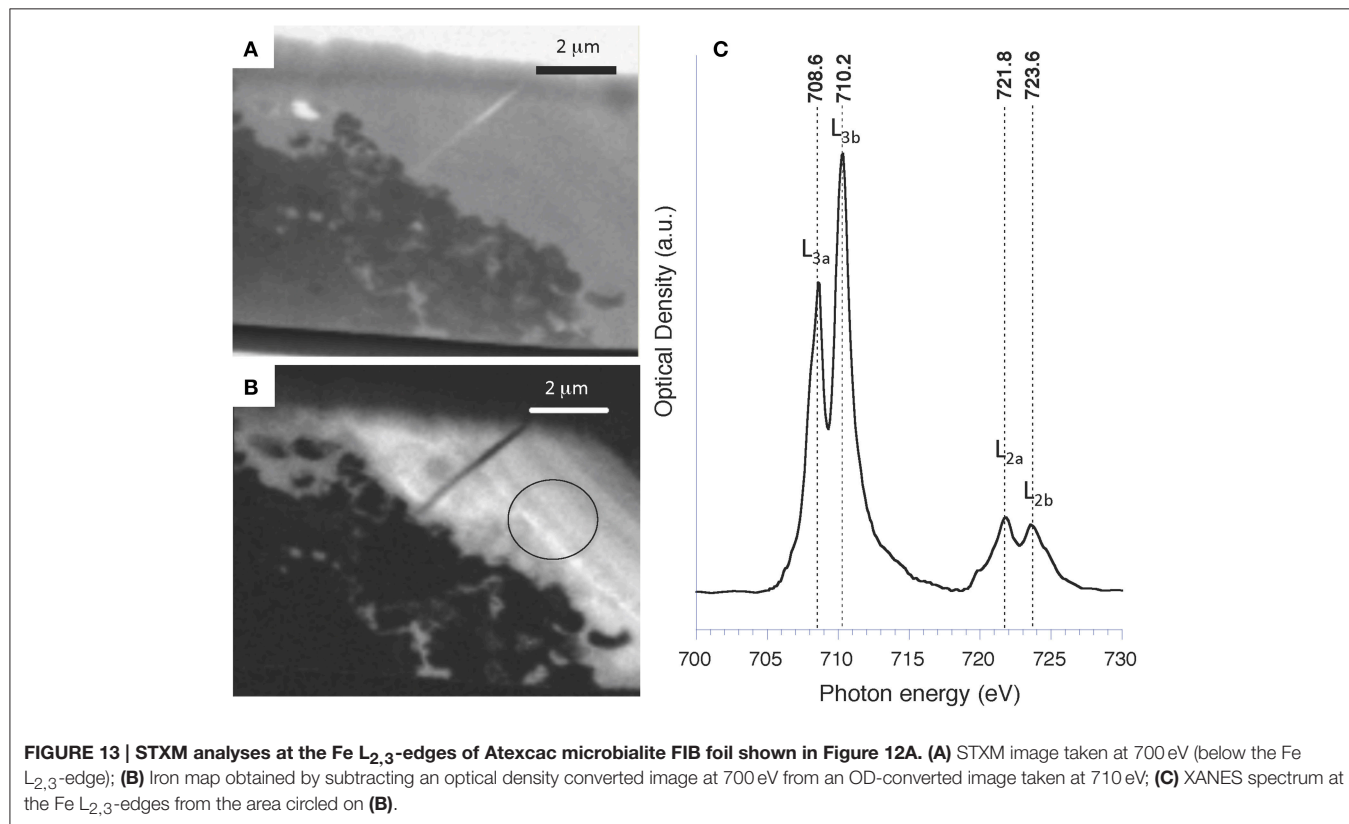 A
2 μm
B
2 μm
C
708.6
710.2
721.8
723.6
L3a
L3b
L2a
L2b
Optical Density (a.u.)
700 705 710 715 720 725 730
Photon energy (eV)
FIGURE 13 | STXM analyses at the Fe L2,3-edges of Atexcac microbialite FIB foil shown in Figure 12A. (A) STXM image taken at 700 eV (below the Fe
L2,3-edge); (B) Iron map obtained by subtracting an optical density converted image at 700 eV from an OD-converted image taken at 710 eV; (C) XANES spectrum at
the Fe L2,3-edges from the area circled on (B).